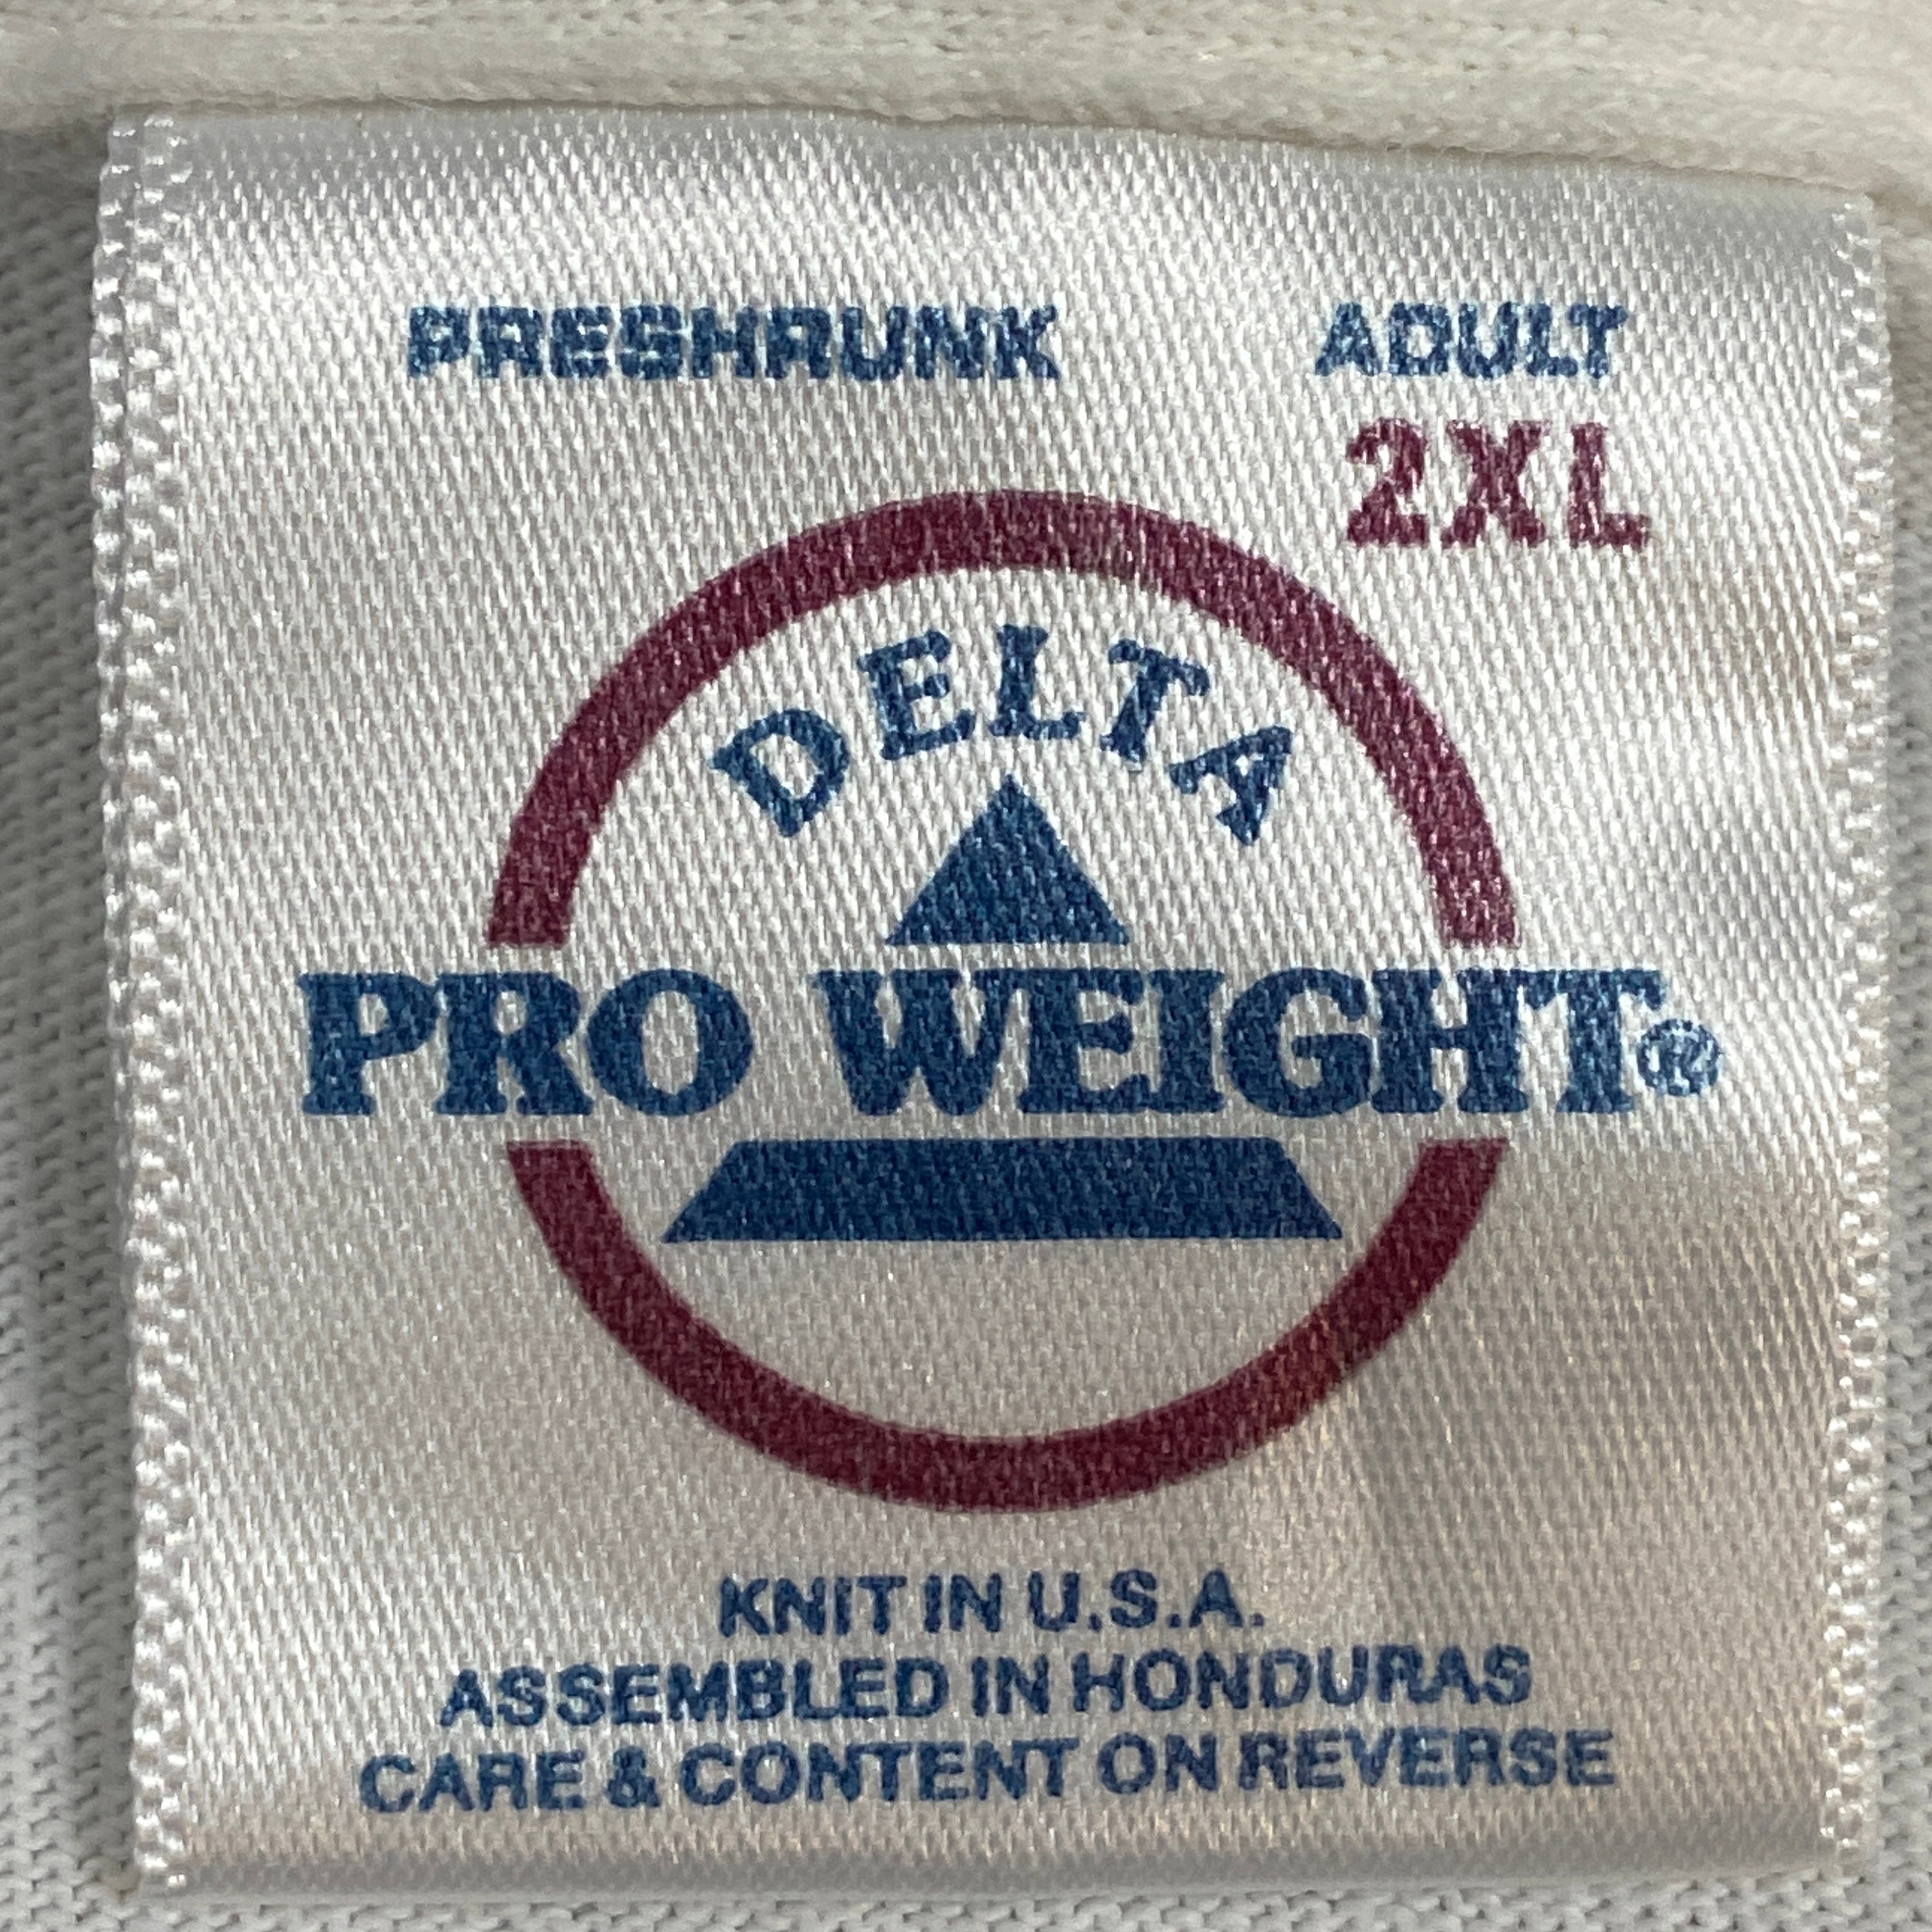 PRESHRUNK ADULT
2XL
DELTA
PRO WEIGHT®
KNIT IN U.S.A.
ASSEMBLED IN HONDURAS
CARE & CONTENT ON REVERSE